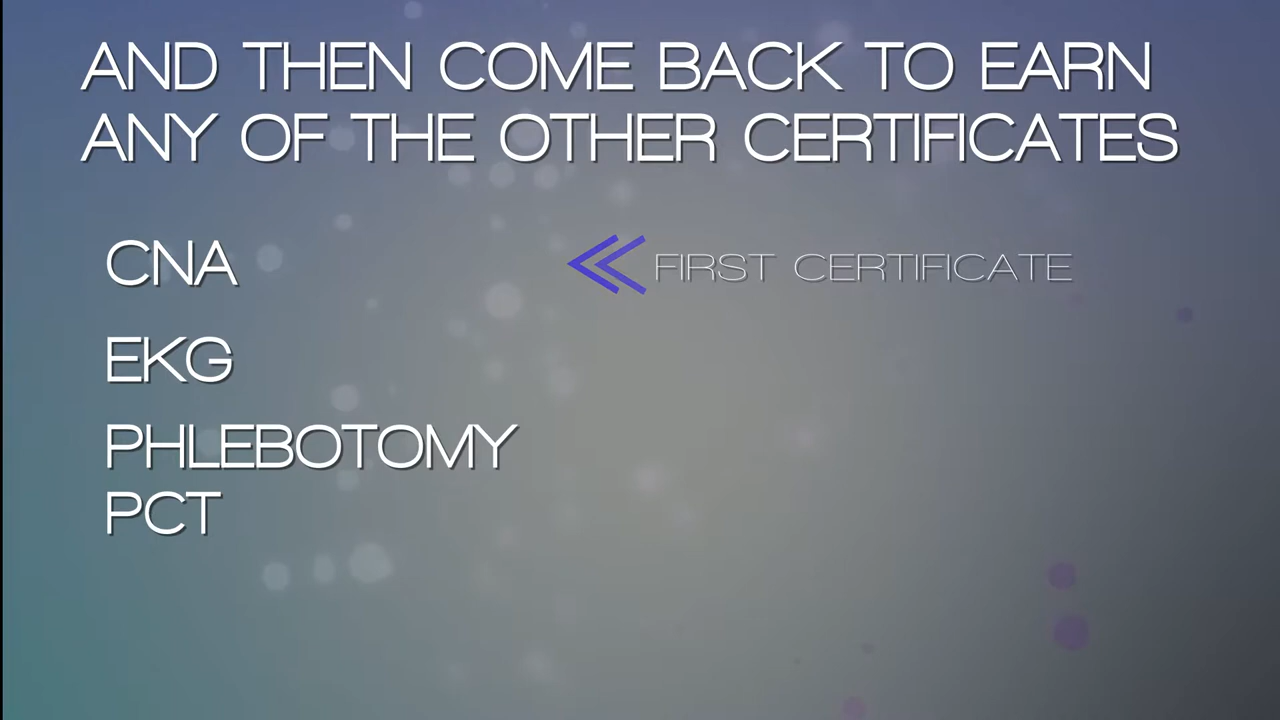 AND THEN COME BACK TO EARN
ANY OF THE OTHER CERTIFICATES
CNA
FIRST CERTIFICATE
EKG
PHLEBOTOMY
PCT